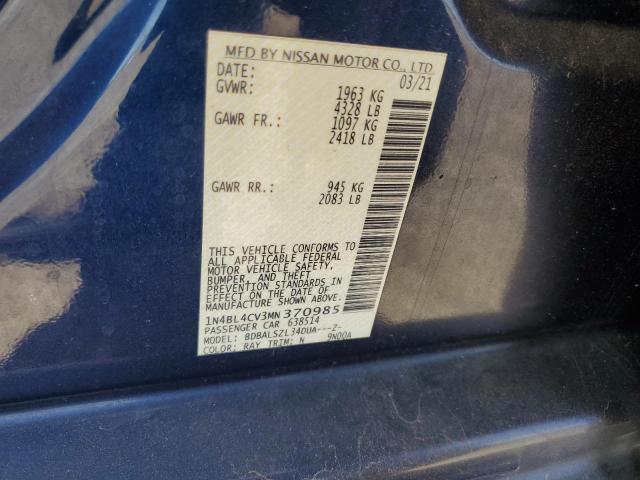 MFD BY NISSAN MOTOR CO., LTD
DATE: 03/21
GVWR: 1963 KG
4328 LB
GAWR FR.: 1097 KG
2418 LB
GAWR RR.: 945 KG
2083 LB
THIS VEHICLE CONFORMS TO
ALL APPLICABLE FEDERAL
MOTOR VEHICLE SAFETY,
BUMPER, AND THEFT
PREVENTION STANDARDS IN
EFFECT ON THE DATE OF
MANUFACTURE SHOWN ABOVE.
1N4BL4CV3MN370985
PASSENGER CAR 638514
MODEL: BDBALSZL34DUA---Z-
COLOR: RAY TRIM: N 9N00A